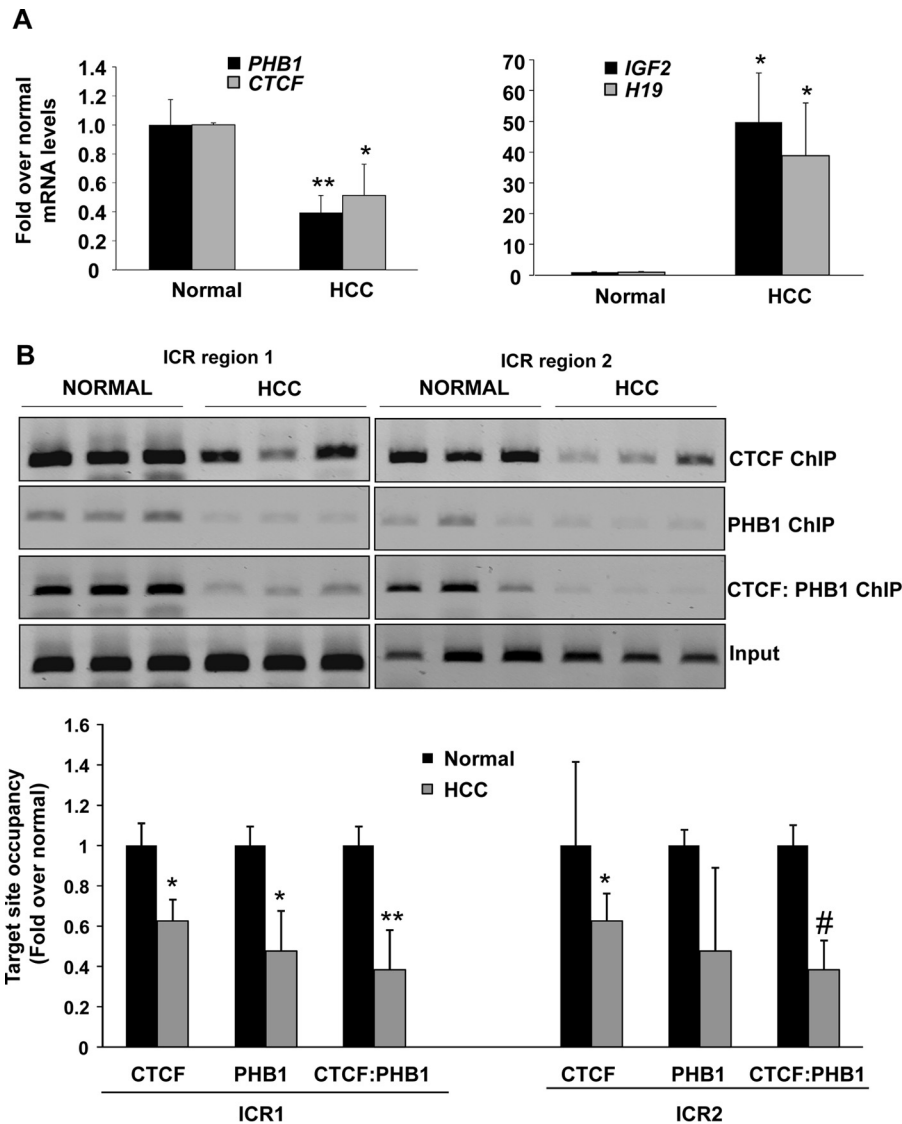 A
Fold over normal
mRNA levels
1.4
1.2
1.0
0.8
0.6
0.4
0.2
0
PHB1
CTCF
**
*
Normal
HCC
70
60
50
40
30
20
10
0
IGF2
H19
*
*
Normal
HCC
B
ICR region 1
ICR region 2
NORMAL
HCC
NORMAL
HCC
CTCF ChIP
PHB1 ChIP
CTCF: PHB1 ChIP
Input
Target site occupancy
(Fold over normal)
1.6
1.4
1.2
1
0.8
0.6
0.4
0.2
0
Normal
HCC
*
*
**
*
#
CTCF
PHB1
CTCF:PHB1
CTCF
PHB1
CTCF:PHB1
ICR1
ICR2